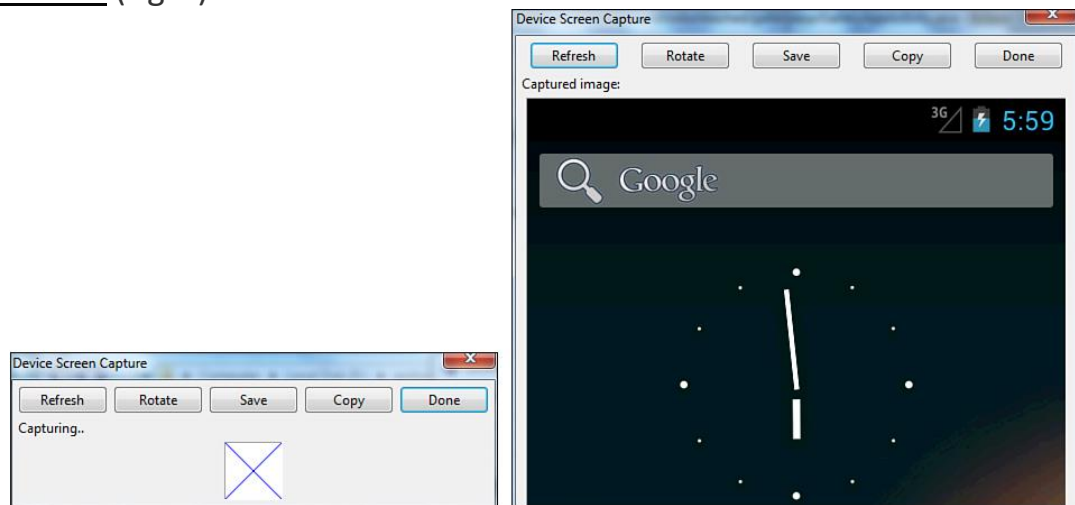 Device Screen Capture
Refresh Rotate Save Copy Done
Captured image:
3G 5:59
Google
Device Screen Capture
Refresh Rotate Save Copy Done
Capturing..